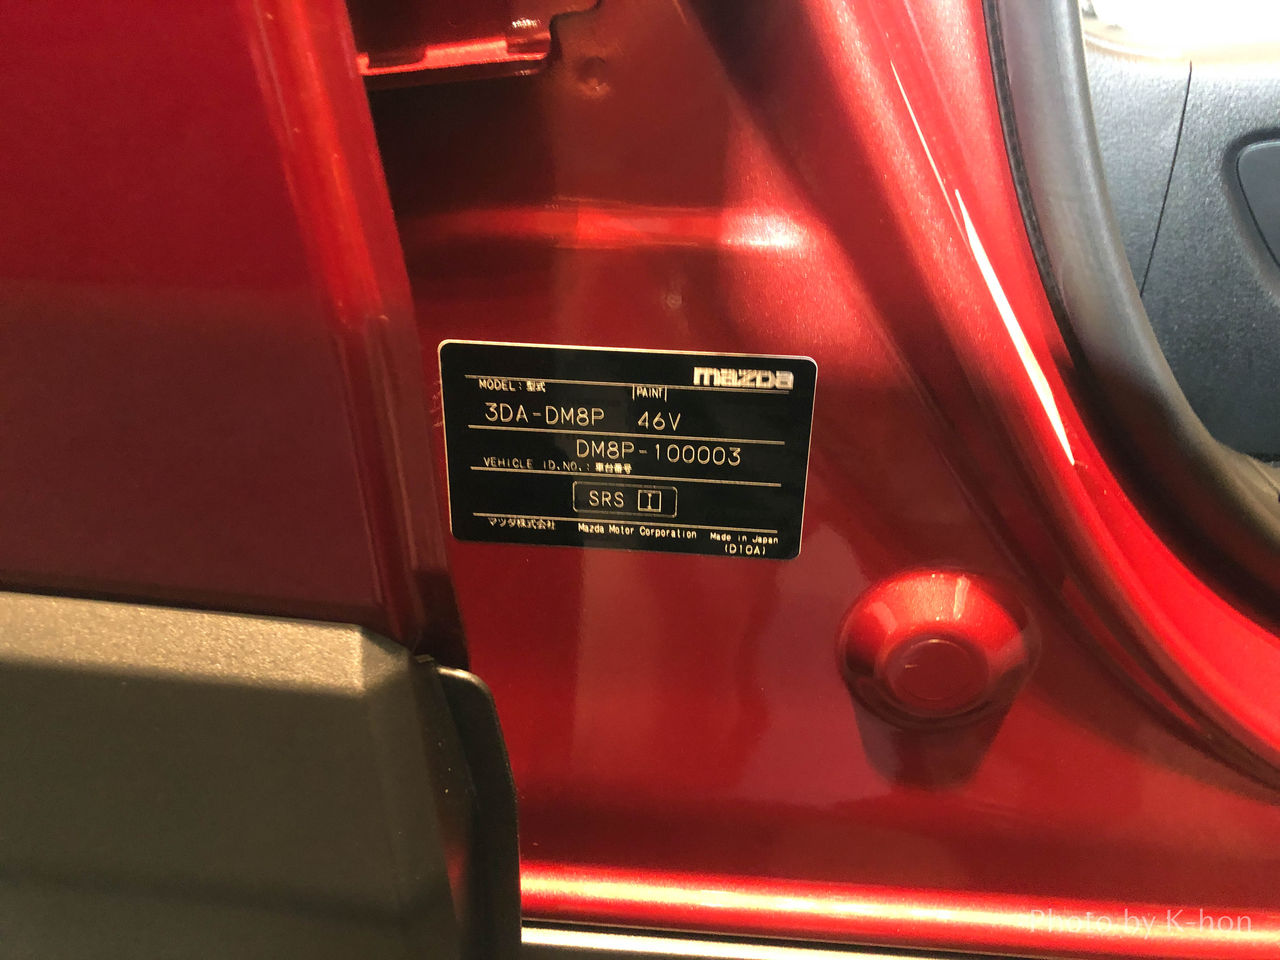 mazda
MODEL:型式 PAINT
3DA-DM8P 46V
DM8P-100003
VEHICLE ID.NO.:車台番号
SRS I
マツダ株式会社 Mazda Motor Corporation Made in Japan
(D10A)
Photo by K-hon